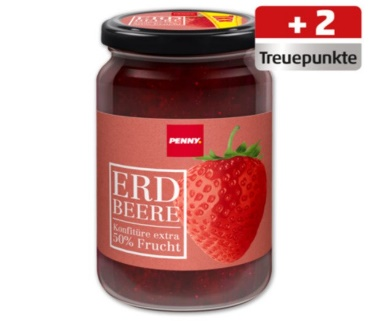 + 2
Treuepunkte
PENNY.
ERD
BEERE
Konfitüre extra
50% Frucht